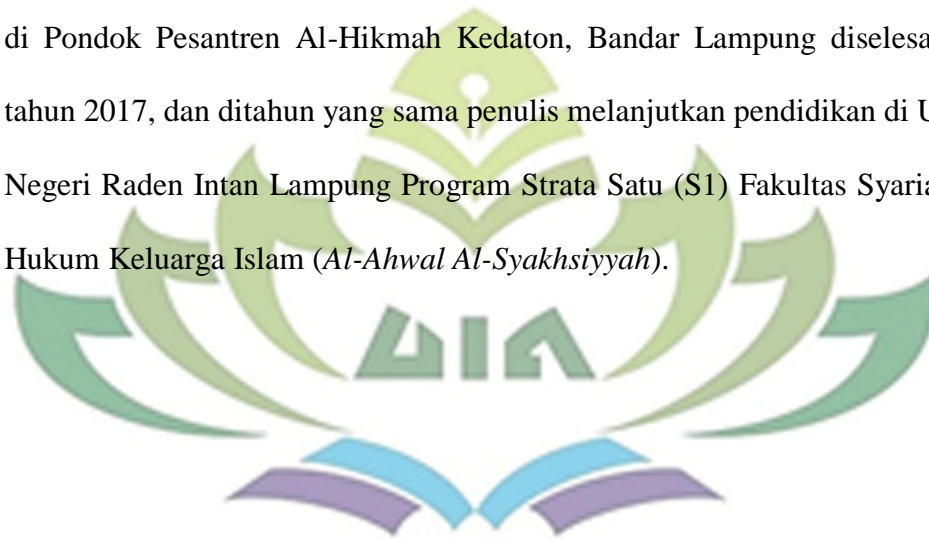 di Pondok Pesantren Al-Hikmah Kedaton, Bandar Lampung diselesa
tahun 2017, dan ditahun yang sama penulis melanjutkan pendidikan di U
Negeri Raden Intan Lampung Program Strata Satu (S1) Fakultas Syaria
Hukum Keluarga Islam (Al-Ahwal Al-Syakhsiyyah).
UIN